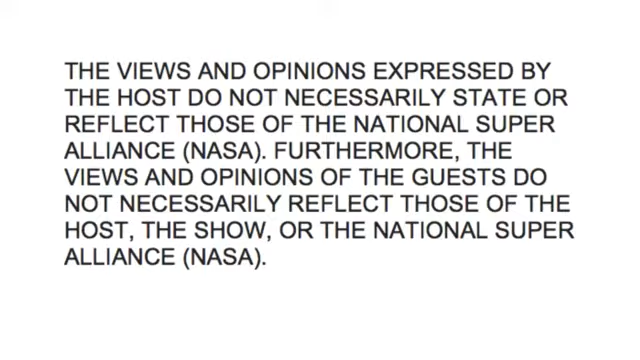 THE VIEWS AND OPINIONS EXPRESSED BY
THE HOST DO NOT NECESSARILY STATE OR
REFLECT THOSE OF THE NATIONAL SUPER
ALLIANCE (NASA). FURTHERMORE, THE
VIEWS AND OPINIONS OF THE GUESTS DO
NOT NECESSARILY REFLECT THOSE OF THE
HOST, THE SHOW, OR THE NATIONAL SUPER
ALLIANCE (NASA).